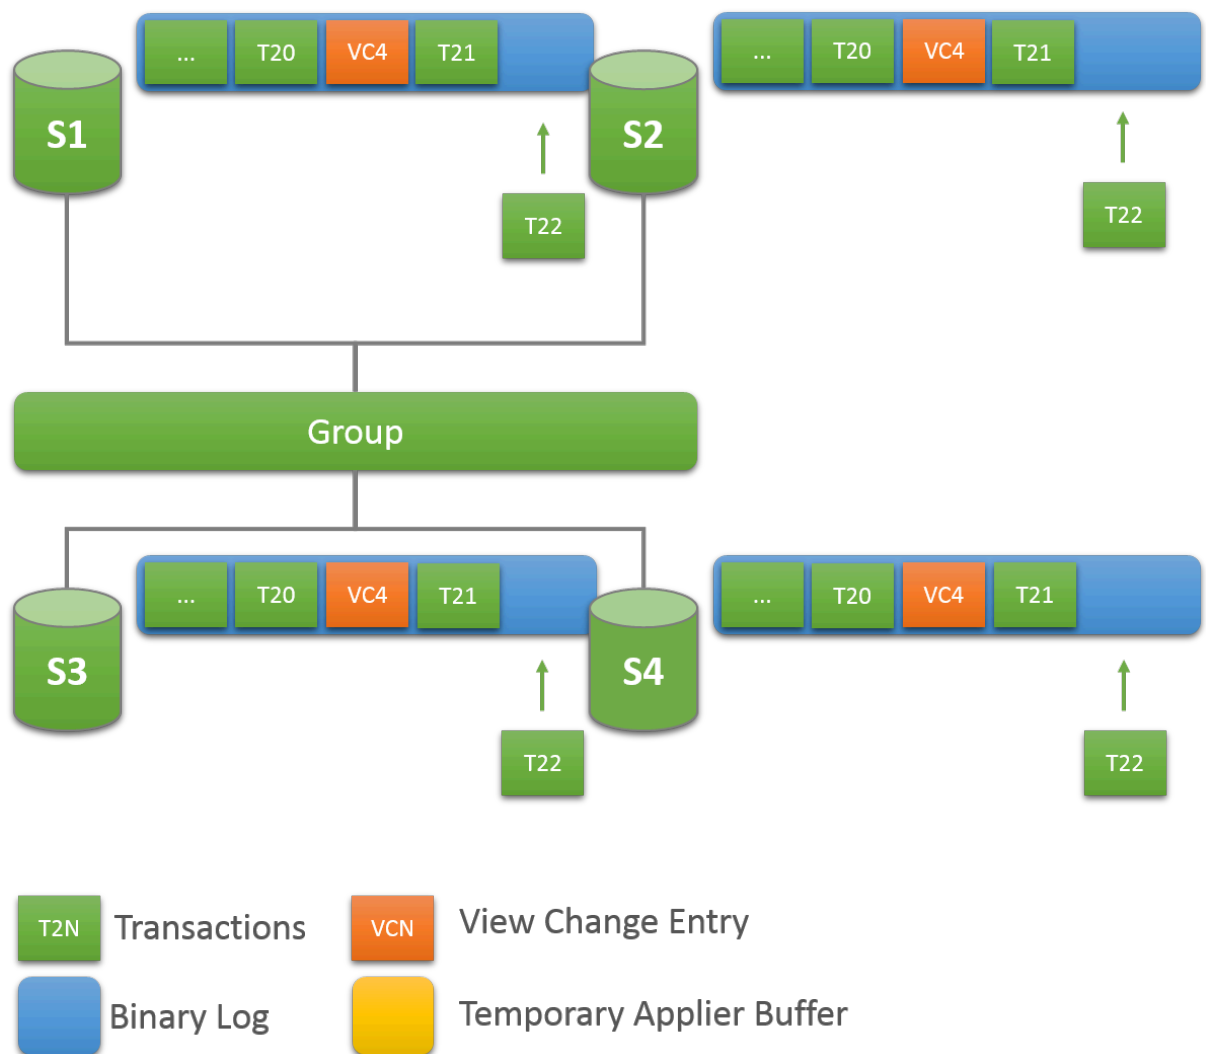 ... T20 VC4 T21
... T20 VC4 T21
S1
S2
T22
T22
Group
... T20 VC4 T21
... T20 VC4 T21
S3
S4
T22
T22
T2N Transactions
VCN View Change Entry
Binary Log
Temporary Applier Buffer